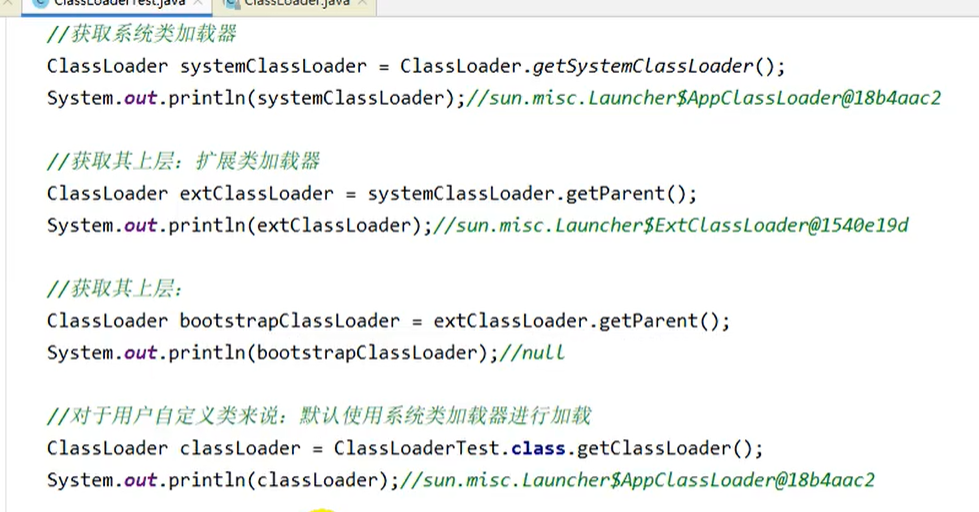 ClassLoaderTest.java ClassLoader.java
//获取系统类加载器
ClassLoader systemClassLoader = ClassLoader.getSystemClassLoader();
System.out.println(systemClassLoader);//sun.misc.Launcher$AppClassLoader@18b4aac2
//获取其上层：扩展类加载器
ClassLoader extClassLoader = systemClassLoader.getParent();
System.out.println(extClassLoader);//sun.misc.Launcher$ExtClassLoader@1540e19d
//获取其上层：
ClassLoader bootstrapClassLoader = extClassLoader.getParent();
System.out.println(bootstrapClassLoader);//null
//对于用户自定义类来说：默认使用系统类加载器进行加载
ClassLoader classLoader = ClassLoaderTest.class.getClassLoader();
System.out.println(classLoader);//sun.misc.Launcher$AppClassLoader@18b4aac2